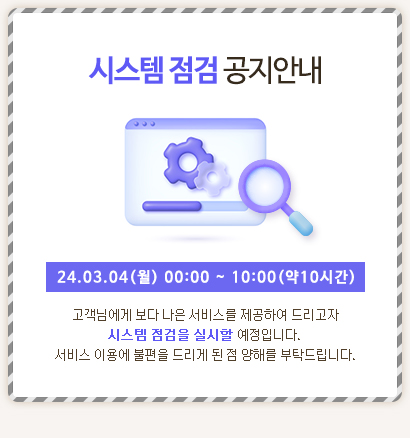 시스템 점검 공지안내
24.03.04(월) 00:00 ~ 10:00(약10시간)
고객님에게 보다 나은 서비스를 제공하여 드리고자
시스템 점검을 실시할 예정입니다.
서비스 이용에 불편을 드리게 된 점 양해를 부탁드립니다.